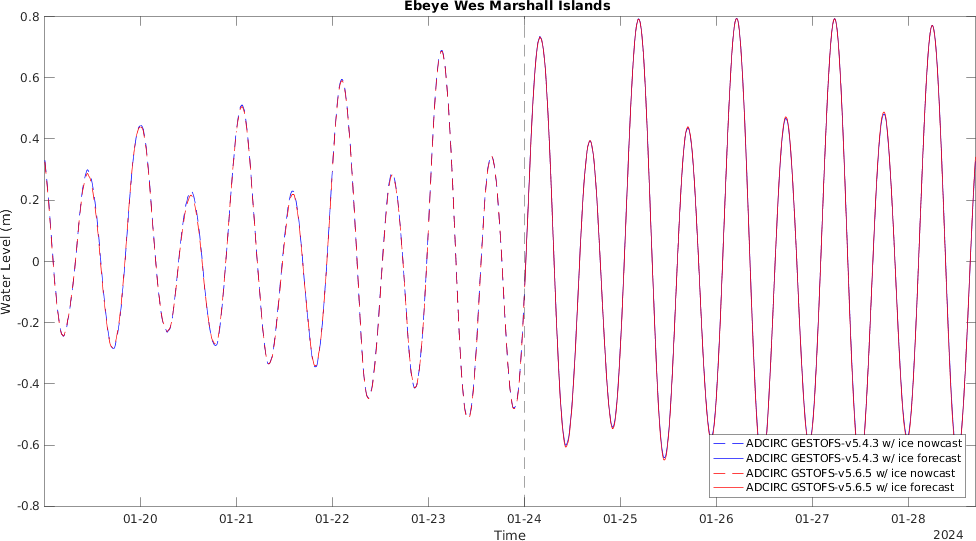 Ebeye Wes Marshall Islands
0.8
0.6
0.4
0.2
0
-0.2
-0.4
-0.6
-0.8
Water Level (m)
ADCIRC GESTOFS-v5.4.3 w/ ice nowcast
ADCIRC GESTOFS-v5.4.3 w/ ice forecast
ADCIRC GSTOFS-v5.6.5 w/ ice nowcast
ADCIRC GSTOFS-v5.6.5 w/ ice forecast
01-20 01-21 01-22 01-23 01-24 01-25 01-26 01-27 01-28
Time
2024